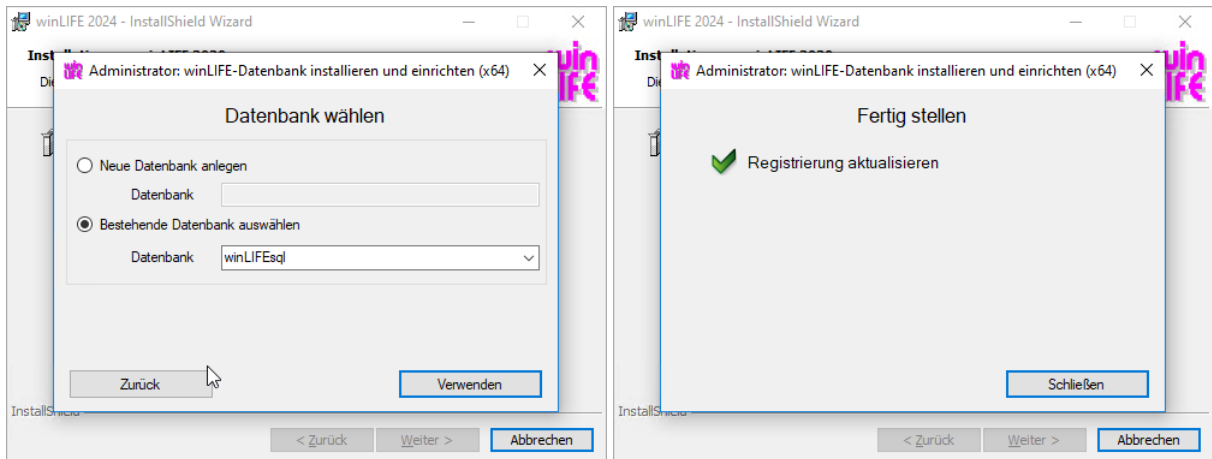 winLIFE 2024 - InstallShield Wizard
Administrator: winLIFE-Datenbank installieren und einrichten (x64)
Datenbank wählen
Neue Datenbank anlegen
Datenbank
Bestehende Datenbank auswählen
Datenbank
winLIFEsql
Zurück
Verwenden
< Zurück
Weiter >
Abbrechen
winLIFE 2024 - InstallShield Wizard
Administrator: winLIFE-Datenbank installieren und einrichten (x64)
Fertig stellen
Registrierung aktualisieren
Schließen
< Zurück
Weiter >
Abbrechen